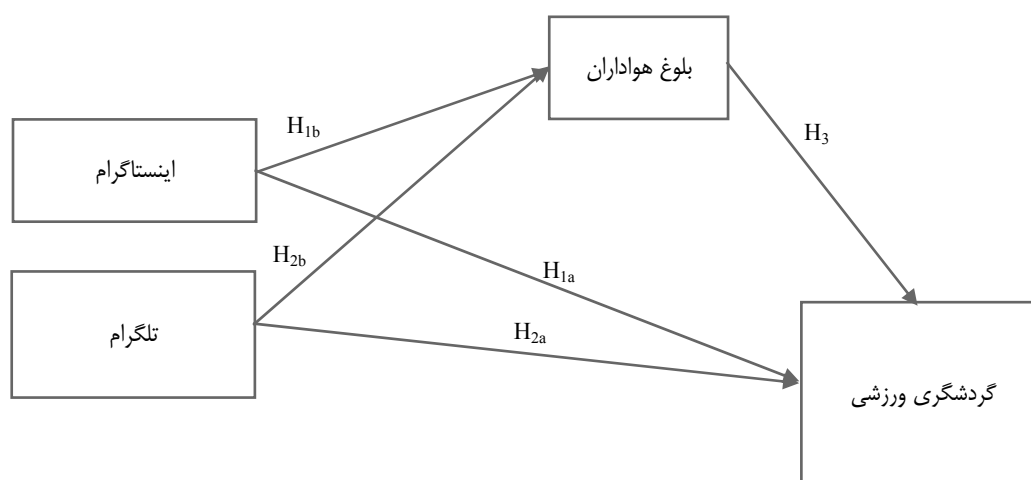 بلوغ هواداران
H1b
H3
اینستاگرام
H2b
H1a
تلگرام
H2a
گردشگری ورزشی